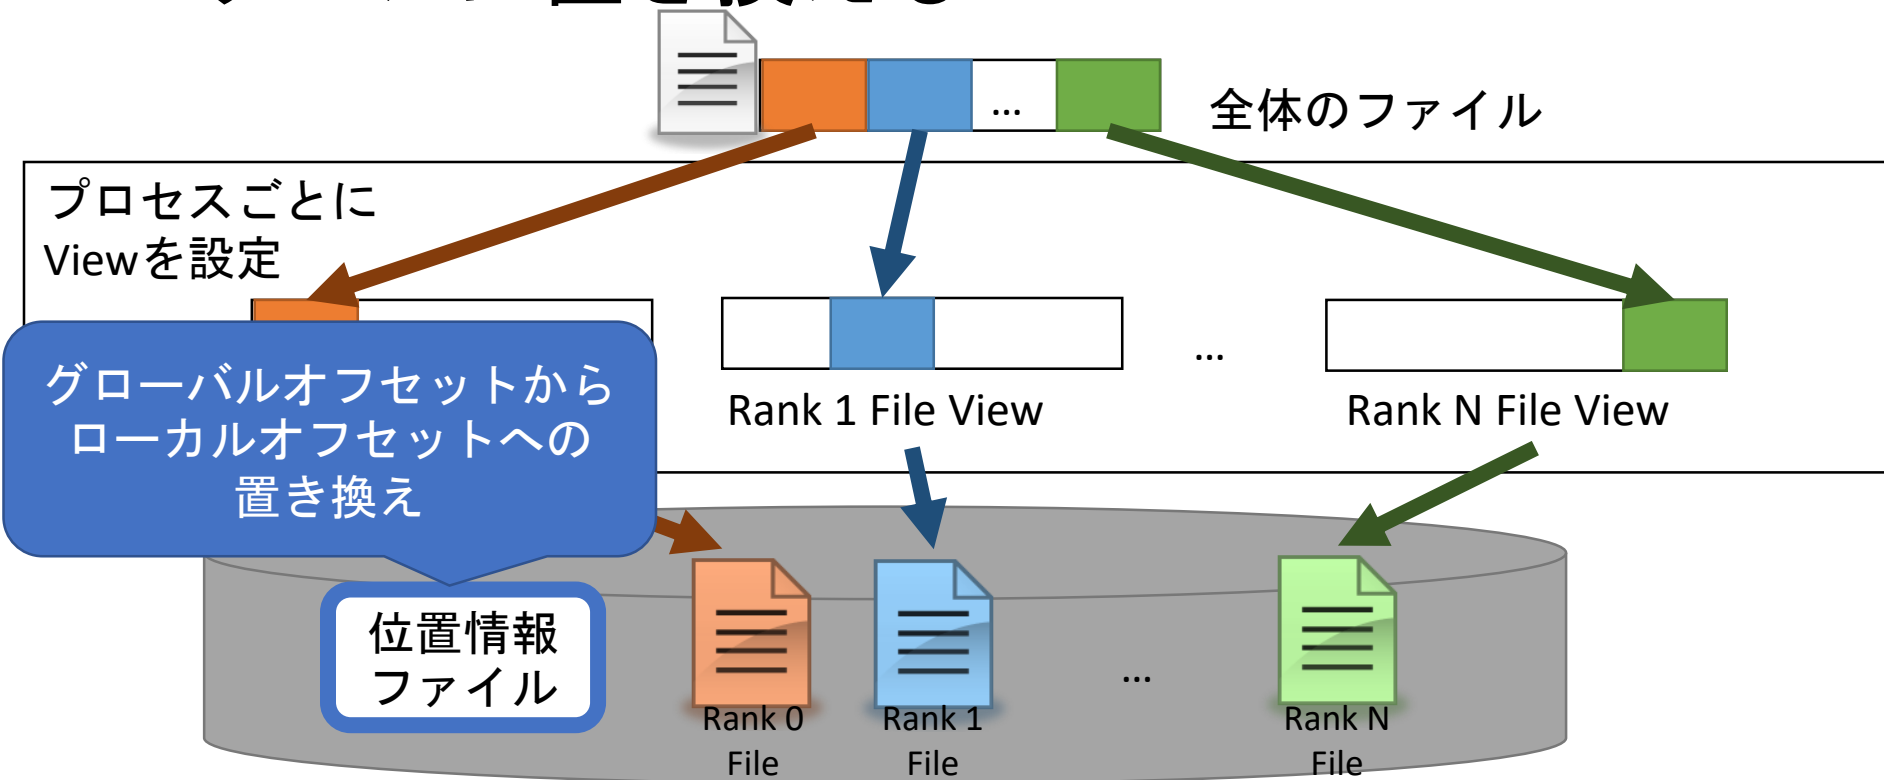 …
全体のファイル
プロセスごとに
Viewを設定
…
グローバルオフセットから
ローカルオフセットへの
置き換え
Rank 1 File View
Rank N File View
位置情報
ファイル
…
Rank 0
File
Rank 1
File
Rank N
File